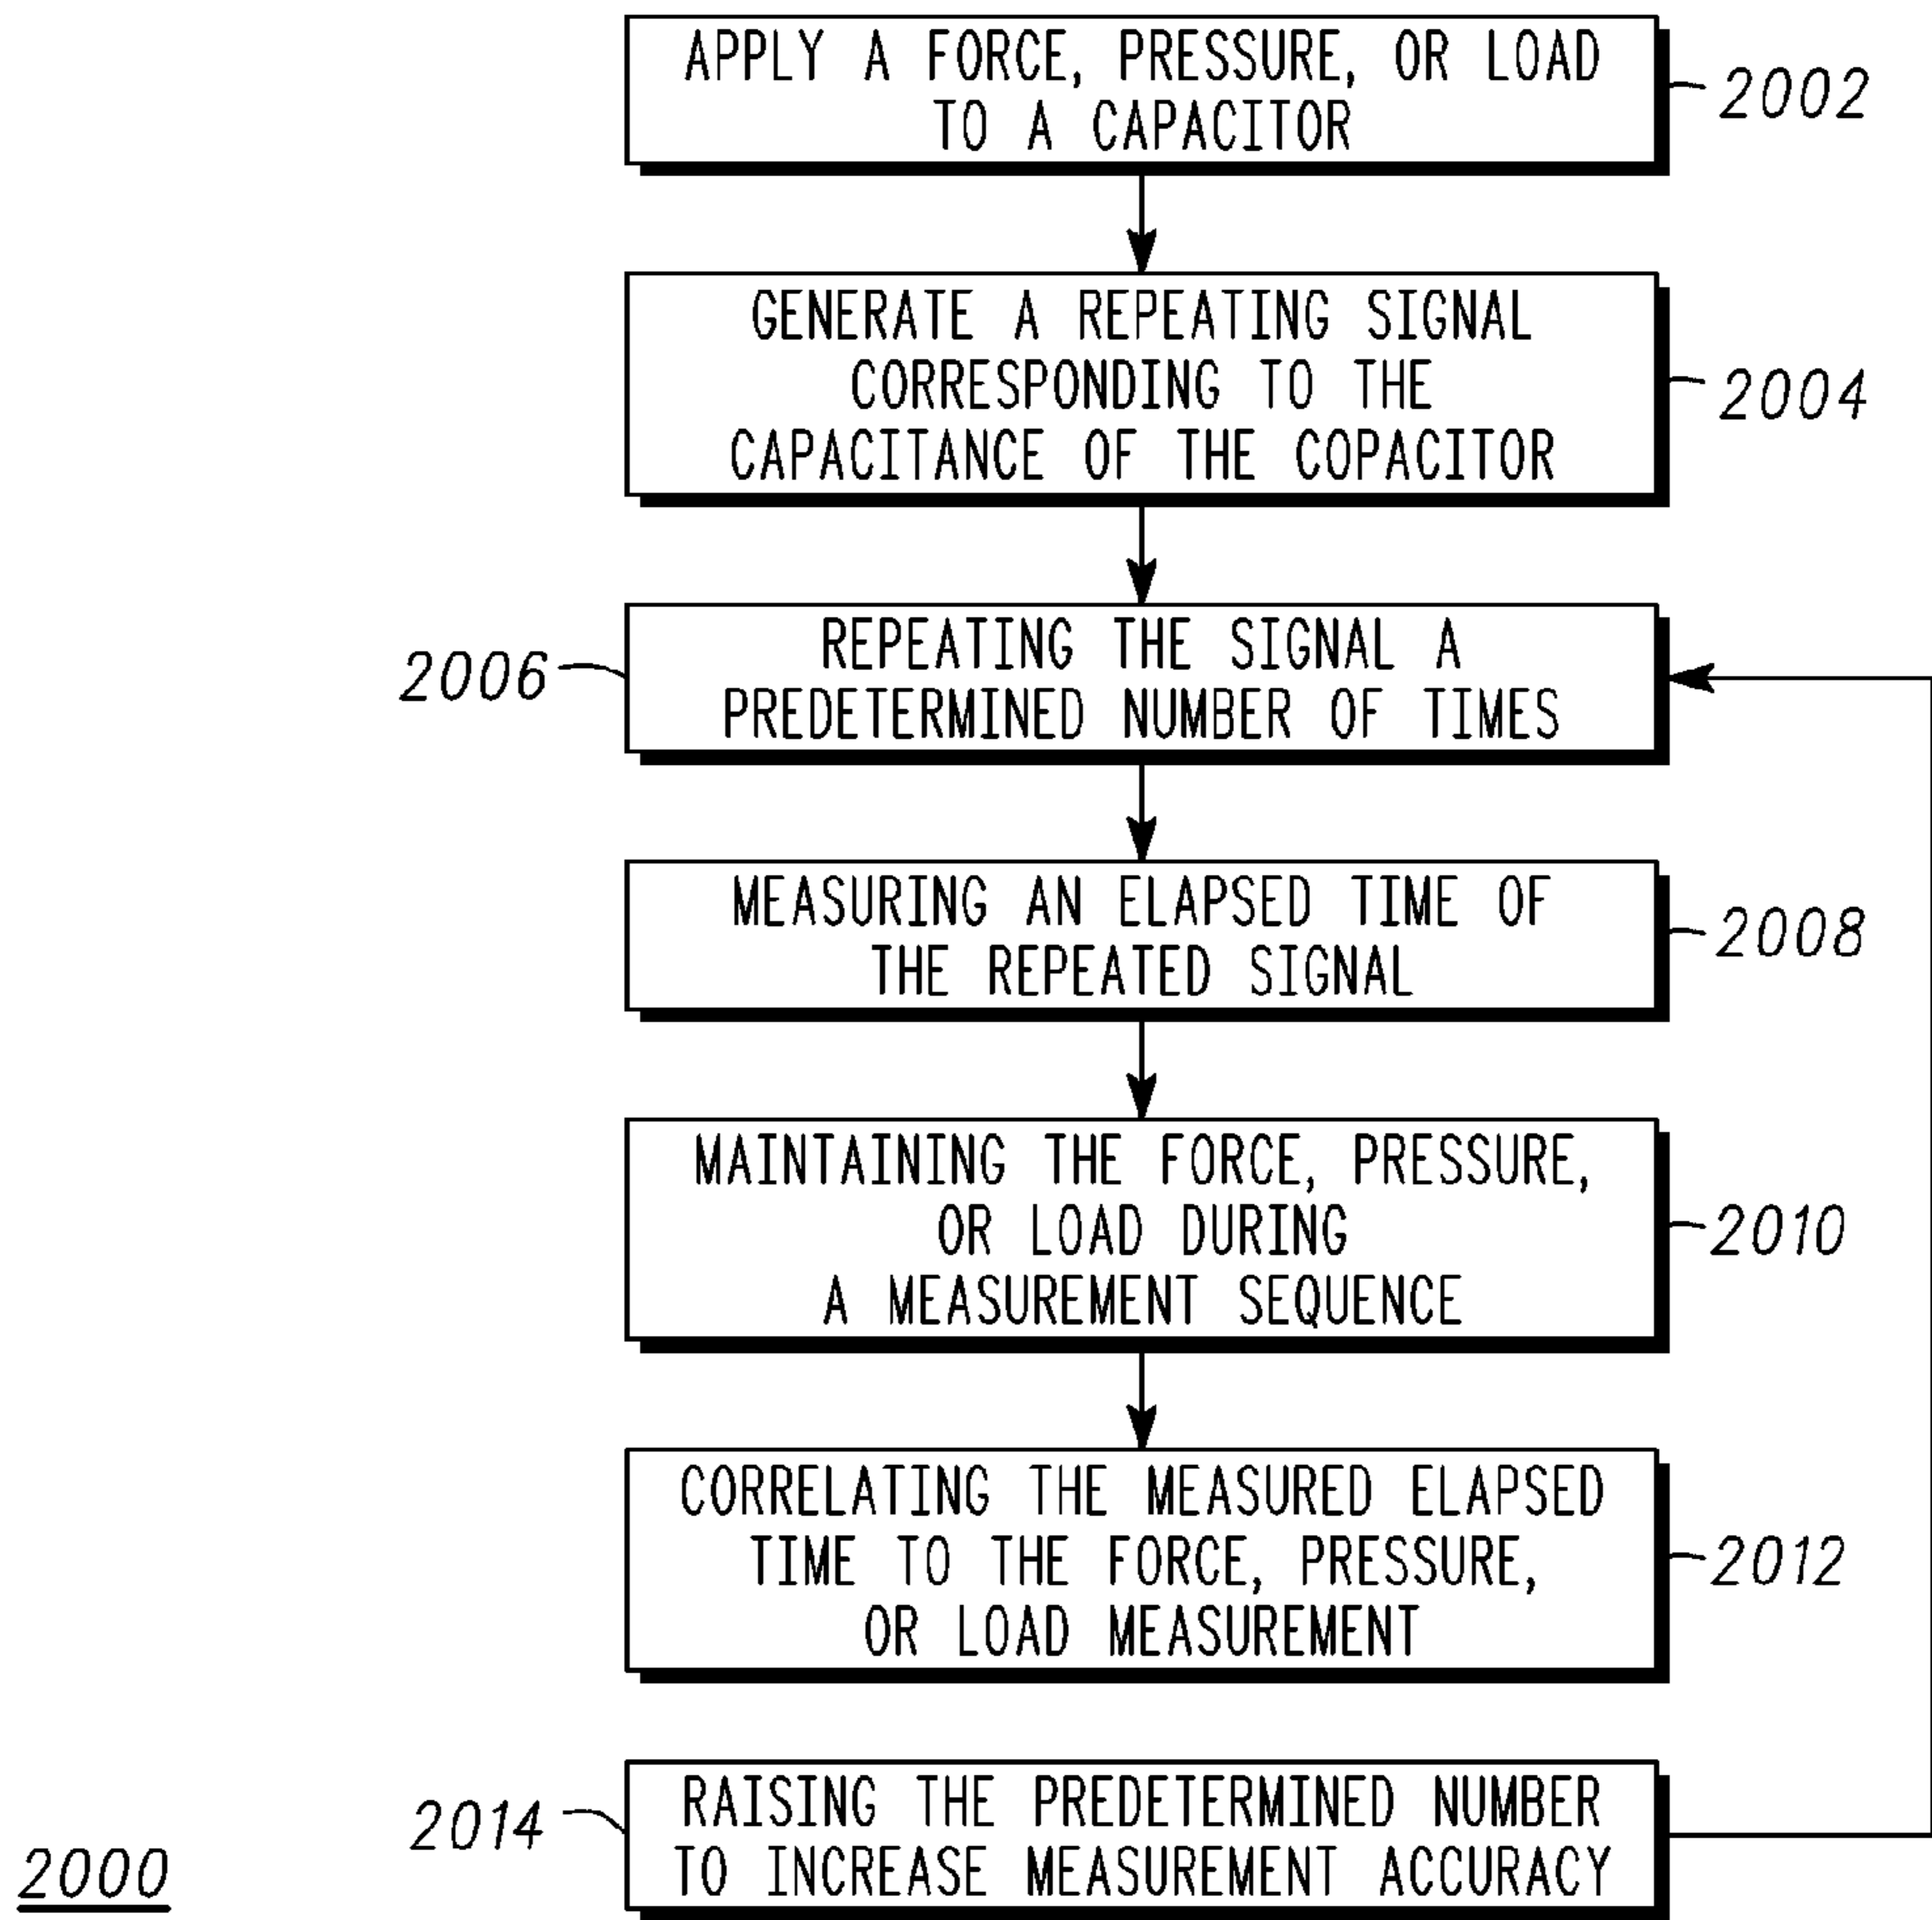 APPLY A FORCE, PRESSURE, OR LOAD
TO A CAPACITOR
2002
GENERATE A REPEATING SIGNAL
CORRESPONDING TO THE
CAPACITANCE OF THE COPACITOR
2004
REPEATING THE SIGNAL A
PREDETERMINED NUMBER OF TIMES
2006
MEASURING AN ELAPSED TIME OF
THE REPEATED SIGNAL
2008
MAINTAINING THE FORCE, PRESSURE,
OR LOAD DURING
A MEASUREMENT SEQUENCE
2010
CORRELATING THE MEASURED ELAPSED
TIME TO THE FORCE, PRESSURE,
OR LOAD MEASUREMENT
2012
RAISING THE PREDETERMINED NUMBER
TO INCREASE MEASUREMENT ACCURACY
2014
2000